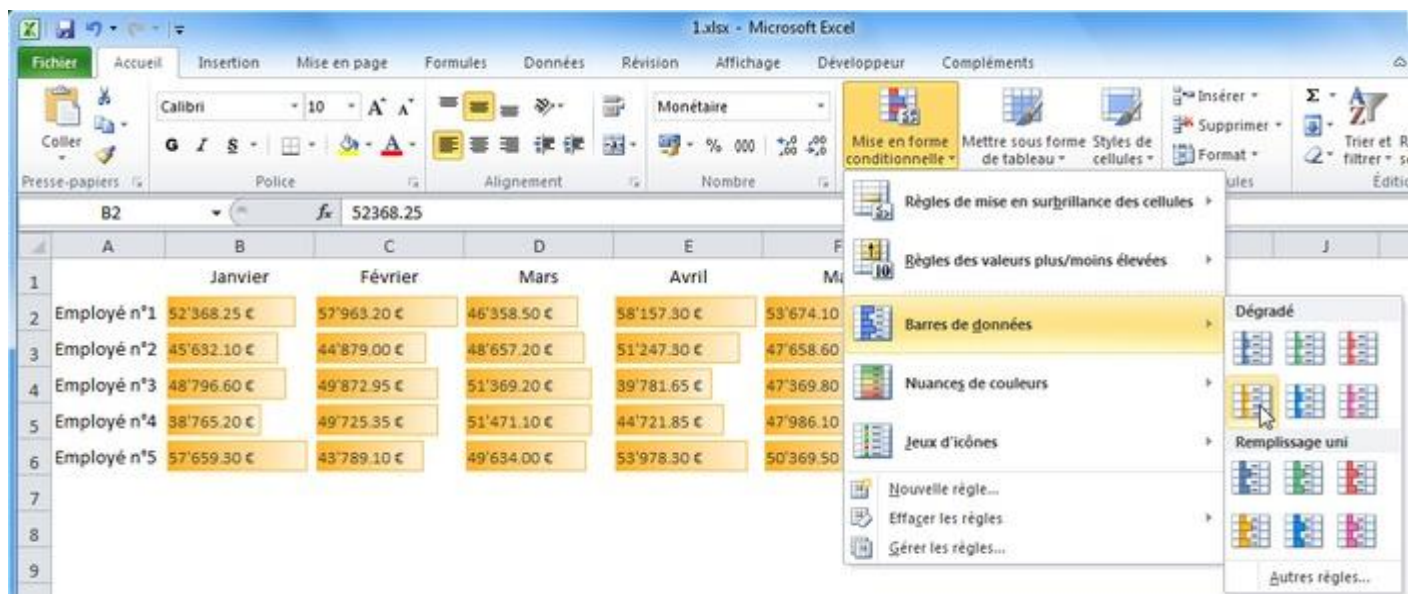 1.xlsx - Microsoft Excel
Fichier Accueil Insertion Mise en page Formules Données Révision Affichage Développeur Compléments
Coller
Calibri 10 A A
G I S A
Monétaire
% 000 ,00 ,00
Mise en forme conditionnelle
Mettre sous forme de tableau
Styles de cellules
Insérer
Supprimer
Format
Σ
Trier et filtrer
Presse-papiers Police Alignement Nombre
B2 fx 52368.25
A B C D E F J
1 Janvier Février Mars Avril
2 Employé n°1 52'368.25 € 57'963.20 € 46'358.50 € 58'157.30 € 53'674.10
3 Employé n°2 45'632.10 € 44'879.00 € 48'657.20 € 51'247.30 € 47'658.60
4 Employé n°3 48'796.60 € 49'872.95 € 51'369.20 € 39'781.65 € 47'369.80
5 Employé n°4 38'765.20 € 49'725.35 € 51'471.10 € 44'721.85 € 47'986.10
6 Employé n°5 57'659.30 € 43'789.10 € 49'634.00 € 53'978.30 € 50'369.50
7
8
9
Règles de mise en surbrillance des cellules
Règles des valeurs plus/moins élevées
Barres de données
Nuances de couleurs
Jeux d'icônes
Nouvelle règle...
Effacer les règles
Gérer les règles...
Dégradé
Remplissage uni
Autres règles...